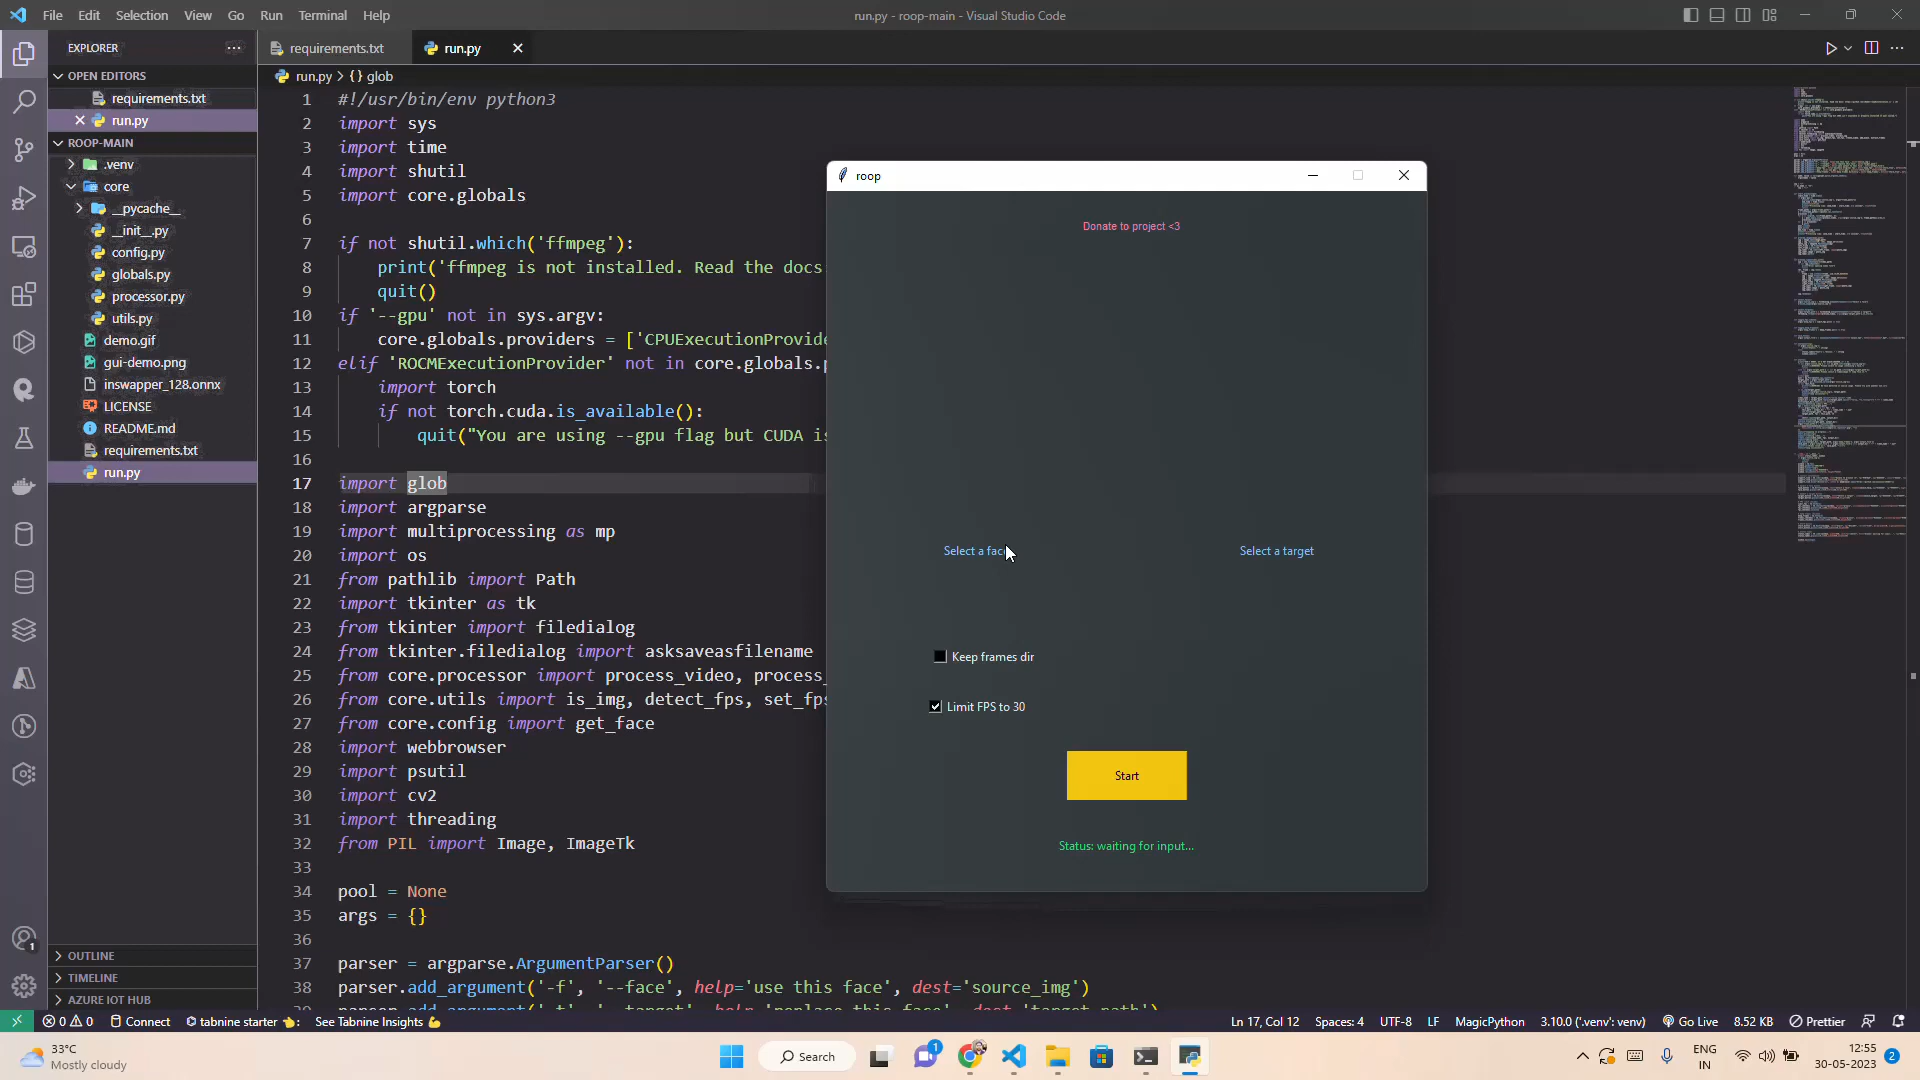 File Edit Selection View Go Run Terminal Help
run.py - roop-main - Visual Studio Code
EXPLORER
OPEN EDITORS
requirements.txt
run.py
ROOP-MAIN
.venv
core
__pycache__
__init__.py
config.py
globals.py
processor.py
utils.py
demo.gif
gui-demo.png
inswapper_128.onnx
LICENSE
README.md
requirements.txt
run.py
OUTLINE
TIMELINE
AZURE IOT HUB
requirements.txt
run.py
run.py > {} glob
1 #!/usr/bin/env python3
2 import sys
3 import time
4 import shutil
5 import core.globals
6
7 if not shutil.which('ffmpeg'):
8 print('ffmpeg is not installed. Read the docs
9 quit()
10 if '--gpu' not in sys.argv:
11 core.globals.providers = ['CPUExecutionProvide
12 elif 'ROCMExecutionProvider' not in core.globals.p
13 import torch
14 if not torch.cuda.is_available():
15 quit("You are using --gpu flag but CUDA is
16
17 import glob
18 import argparse
19 import multiprocessing as mp
20 import os
21 from pathlib import Path
22 import tkinter as tk
23 from tkinter import filedialog
24 from tkinter.filedialog import asksaveasfilename
25 from core.processor import process_video, process_
26 from core.utils import is_img, detect_fps, set_fps
27 from core.config import get_face
28 import webbrowser
29 import psutil
30 import cv2
31 import threading
32 from PIL import Image, ImageTk
33
34 pool = None
35 args = {}
36
37 parser = argparse.ArgumentParser()
38 parser.add_argument('-f', '--face', help='use this face', dest='source_img')
roop
Donate to project <3
Select a face
Select a target
Keep frames dir
Limit FPS to 30
Start
Status: waiting for input...
1
0 0 Connect tabnine starter See Tabnine Insights
Ln 17, Col 12 Spaces: 4 UTF-8 LF MagicPython 3.10.0 ('.venv': venv) Go Live 8.52 KB Prettier
33°C
Mostly cloudy
Search
1
ENG
IN
12:55
30-05-2023
2